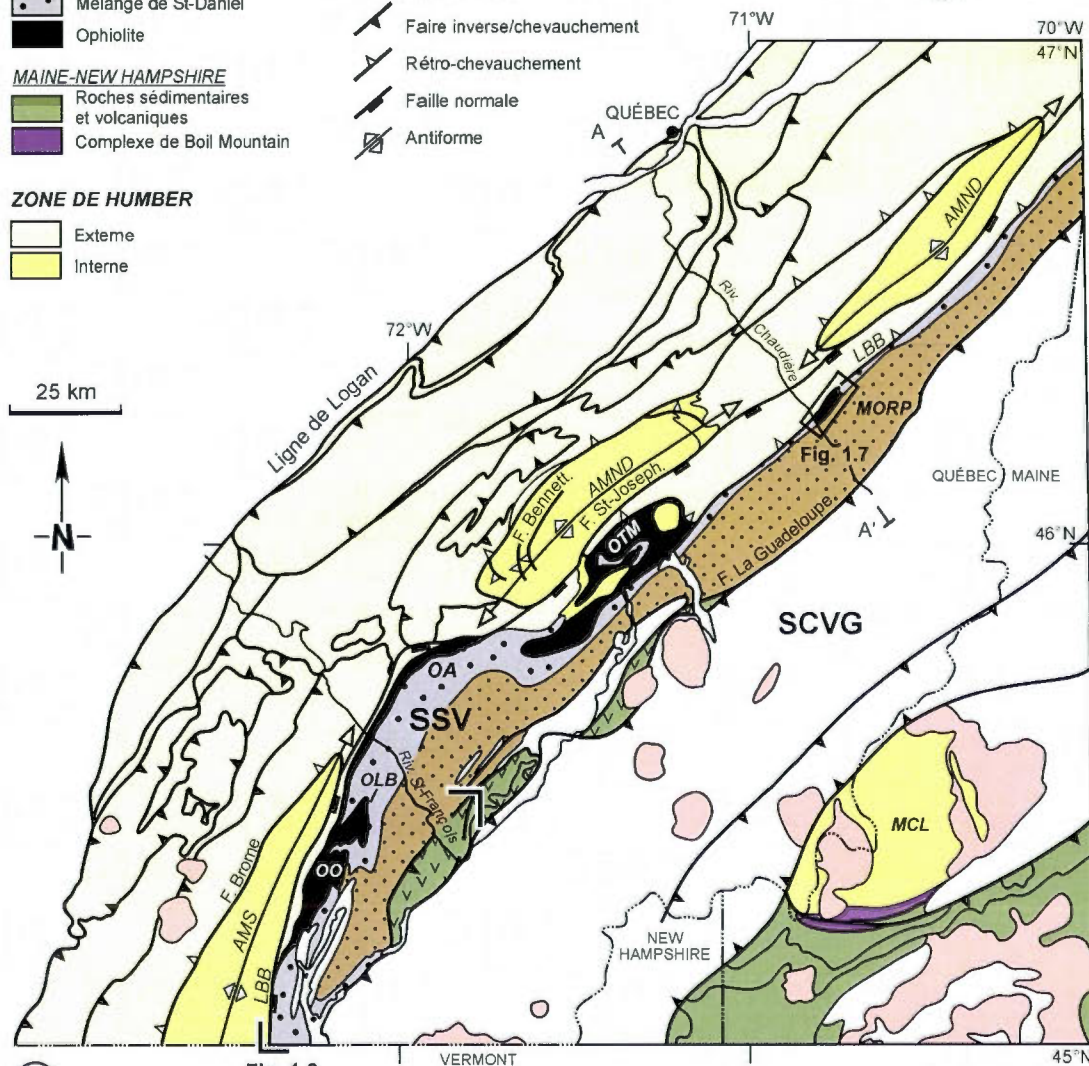 Mélange de St-Daniel
Ophiolite
MAINE-NEW HAMPSHIRE
Roches sédimentaires
et volcaniques
Complexe de Boil Mountain
ZONE DE HUMBER
Externe
Interne
Faire inverse/chevauchement
Rétro-chevauchement
Faille normale
Antiforme
25 km
N
71°W
70°W
47°N
QUÉBEC
A
AMND
Riv. Chaudière
72°W
Ligne de Logan
LBB
MORP
Fig. 1.7
QUÉBEC
MAINE
F. Bennett.
AMND
F. St-Joseph.
OTM
F. La Guadeloupe.
A'
46°N
SCVG
OA
SSV
OLB
Riv. St-François
MCL
F. Brome
OO
AMS
LBB
NEW
HAMPSHIRE
VERMONT
45°N